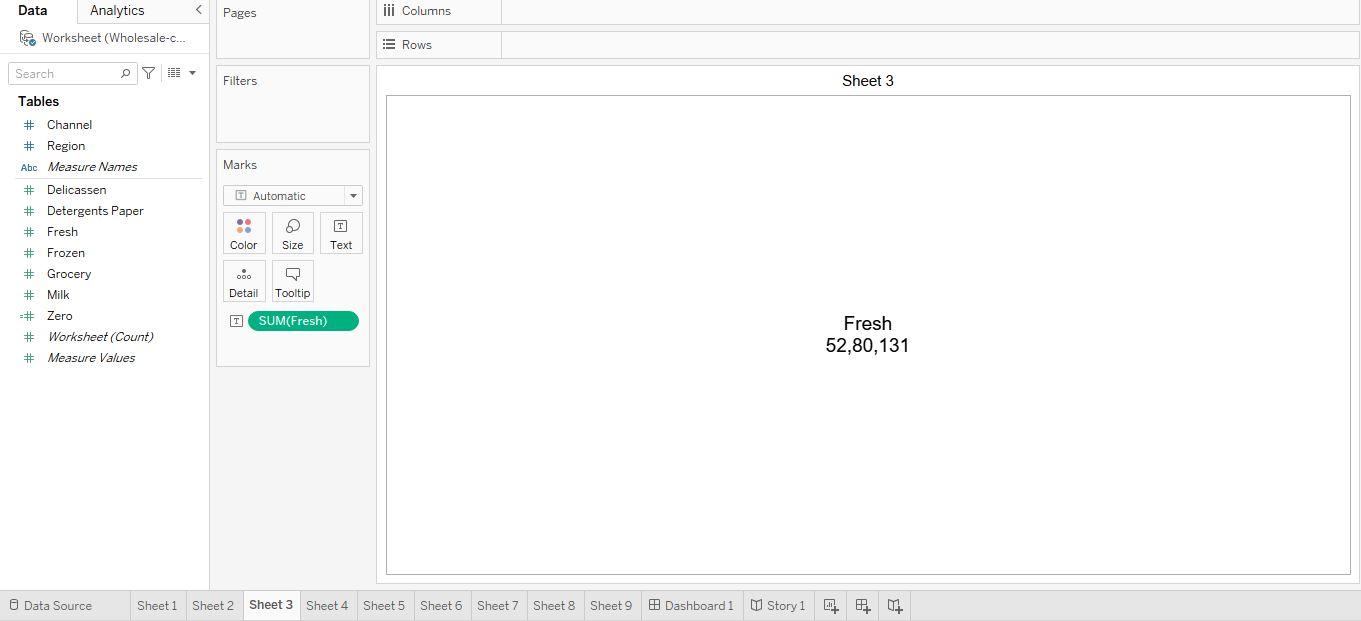 Data
Analytics
Worksheet (Wholesale-c...
Search
Tables
Channel
Region
Abc Measure Names
Delicassen
Detergents Paper
Fresh
Frozen
Grocery
Milk
Zero
Worksheet (Count)
Measure Values
Pages
Filters
Marks
T Automatic
Color
Size
T Text
Detail
Tooltip
T SUM(Fresh)
Columns
Rows
Sheet 3
Fresh
52,80,131
Data Source Sheet 1 Sheet 2 Sheet 3 Sheet 4 Sheet 5 Sheet 6 Sheet 7 Sheet 8 Sheet 9 Dashboard 1 Story 1